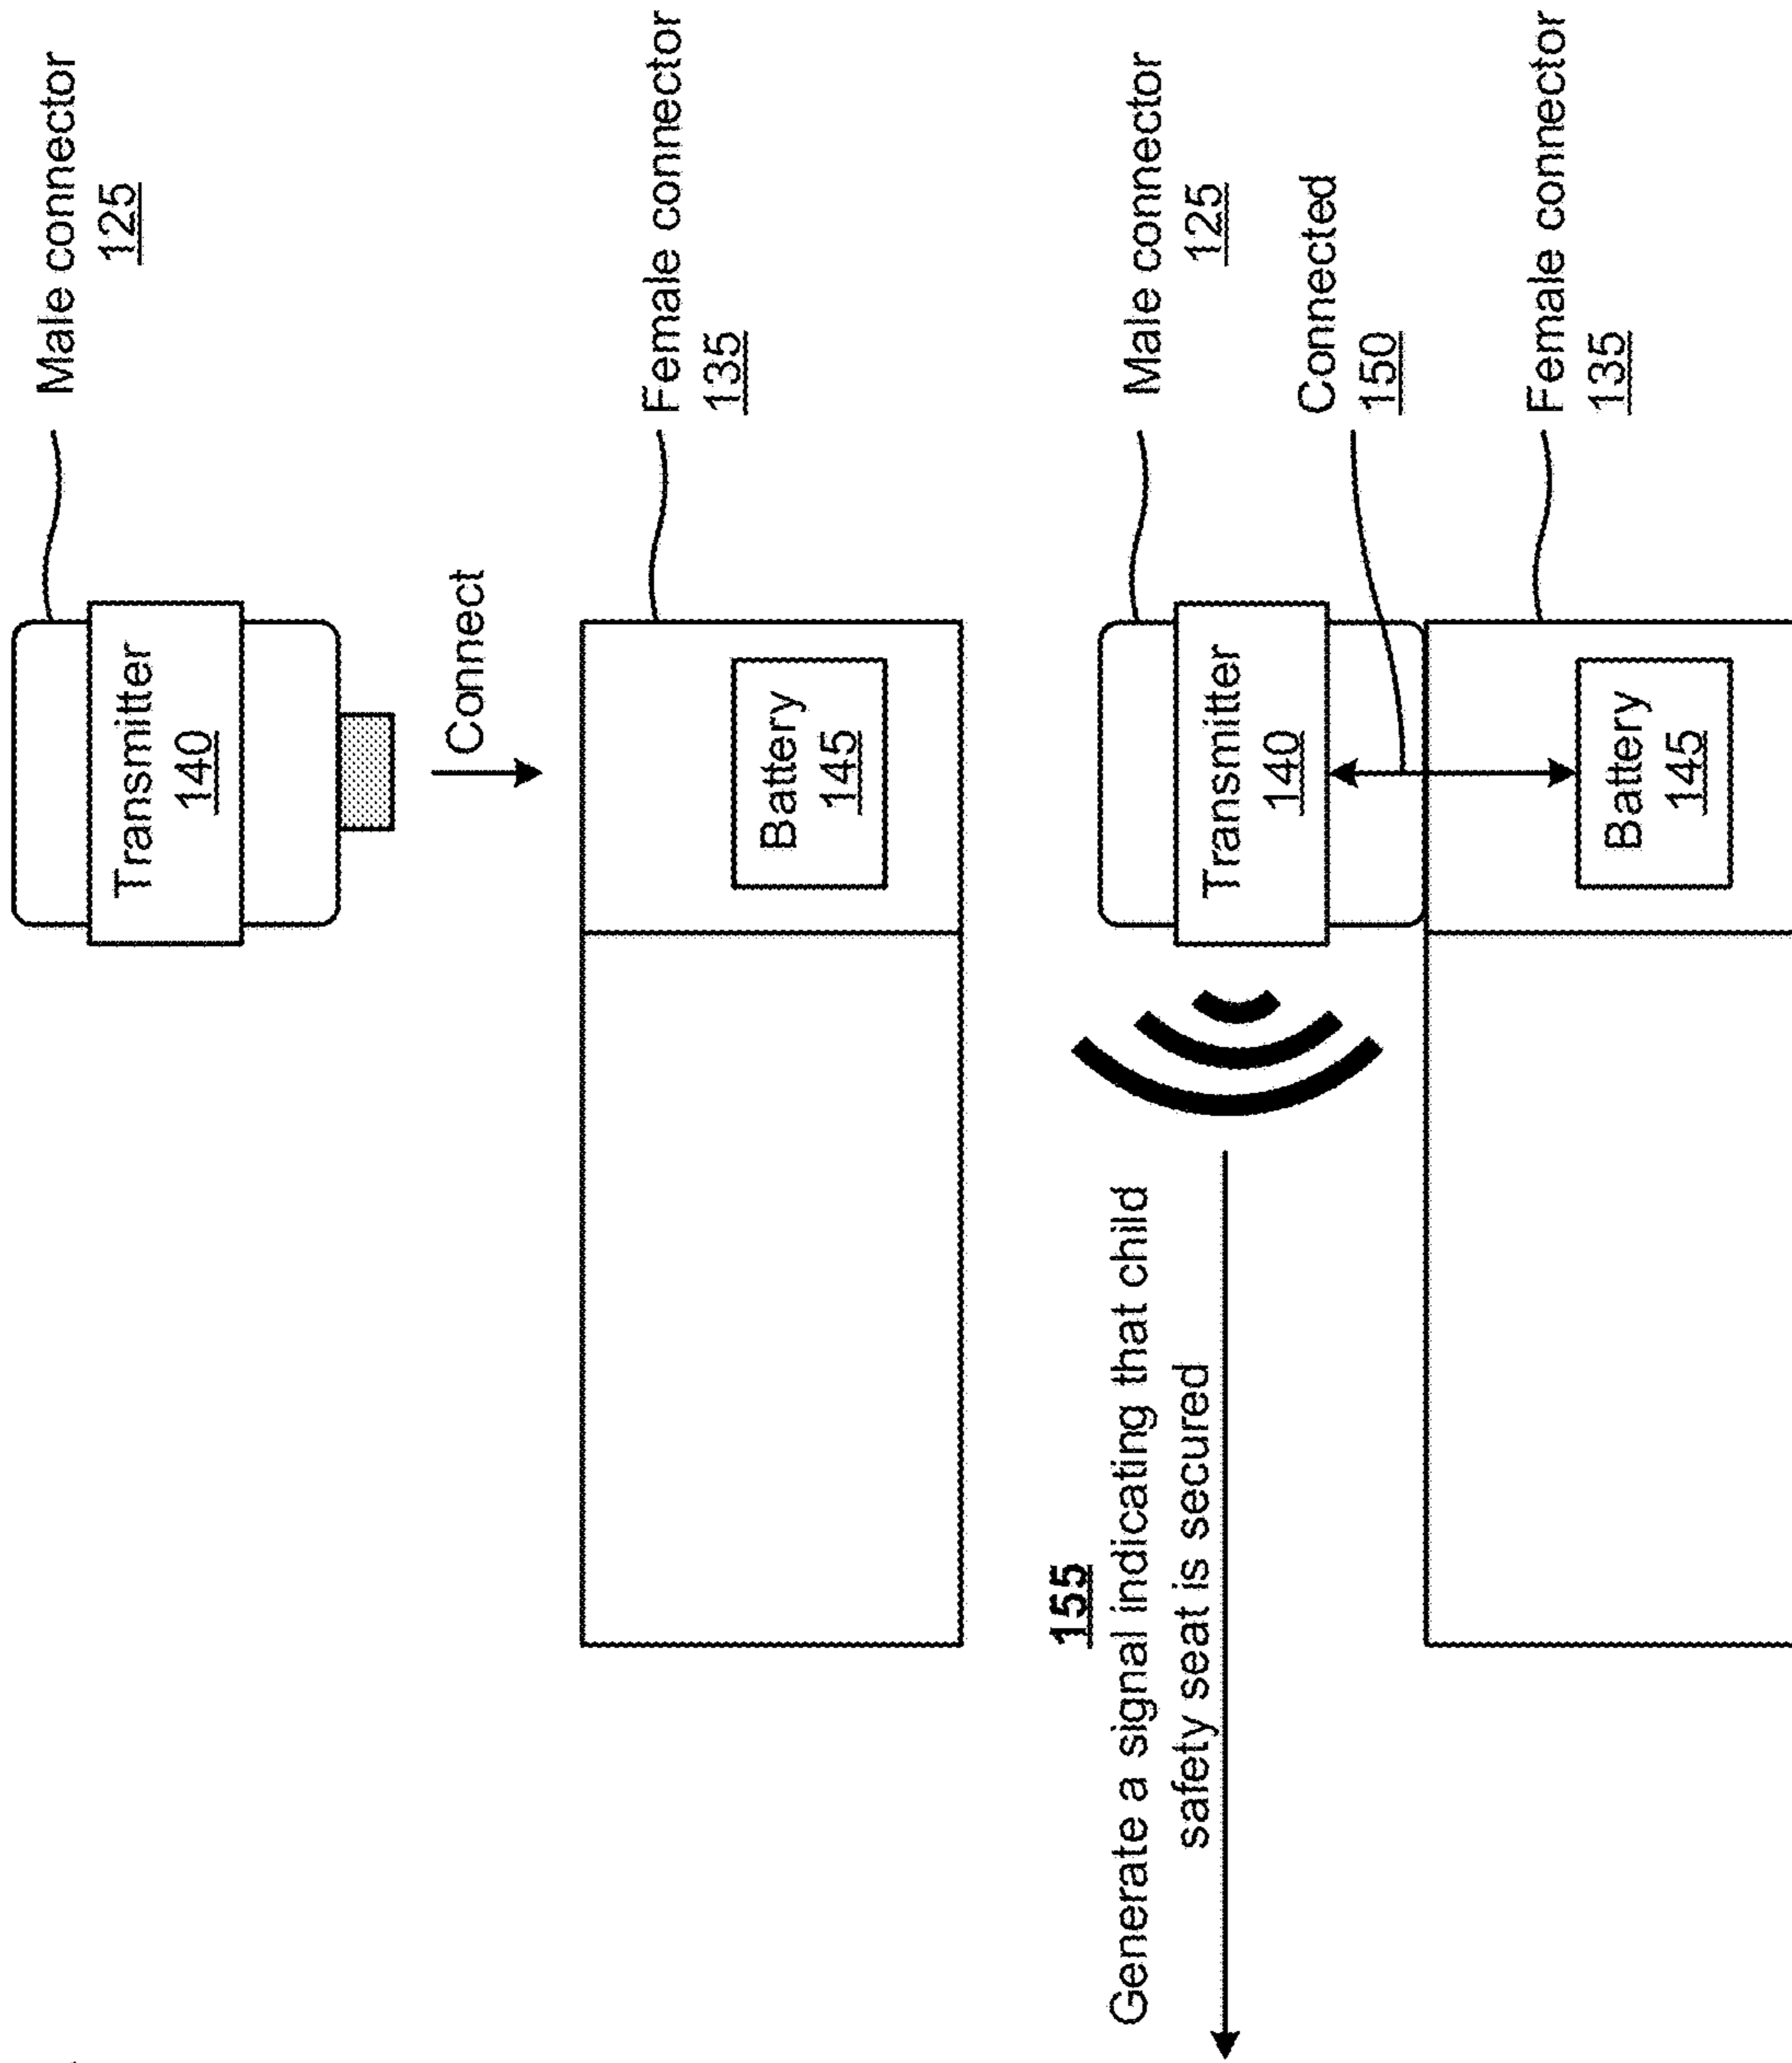 Male connector
125
Transmitter
140
Connect
Female connector
135
Battery
145
155
Generate a signal indicating that child
safety seat is secured
Male connector
125
Transmitter
140
Connected
150
Female connector
135
Battery
145